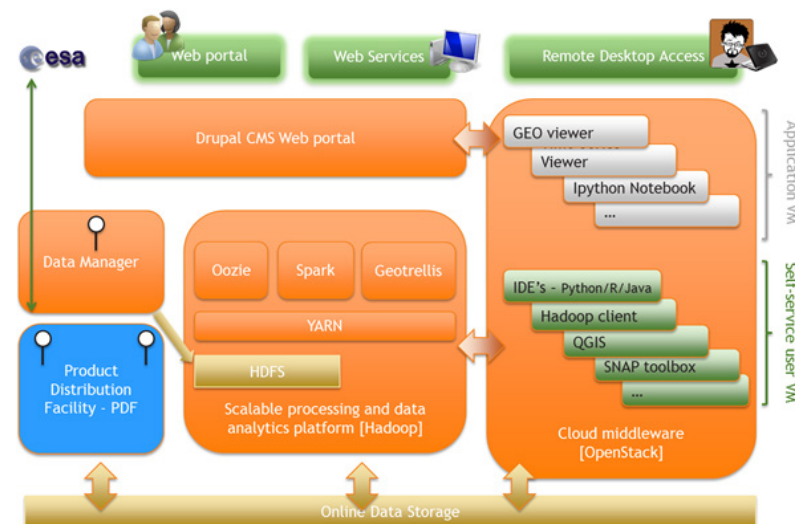 esa
Web portal
Web Services
Remote Desktop Access
Drupal CMS Web portal
GEO viewer
Viewer
Ipython Notebook
...
Application VM
Data Manager
Oozie
Spark
Geotrellis
YARN
HDFS
Scalable processing and data
analytics platform [Hadoop]
Product
Distribution
Facility - PDF
IDE's - Python/R/Java
Hadoop client
QGIS
SNAP toolbox
...
Self-service user VM
Cloud middleware
[OpenStack]
Online Data Storage